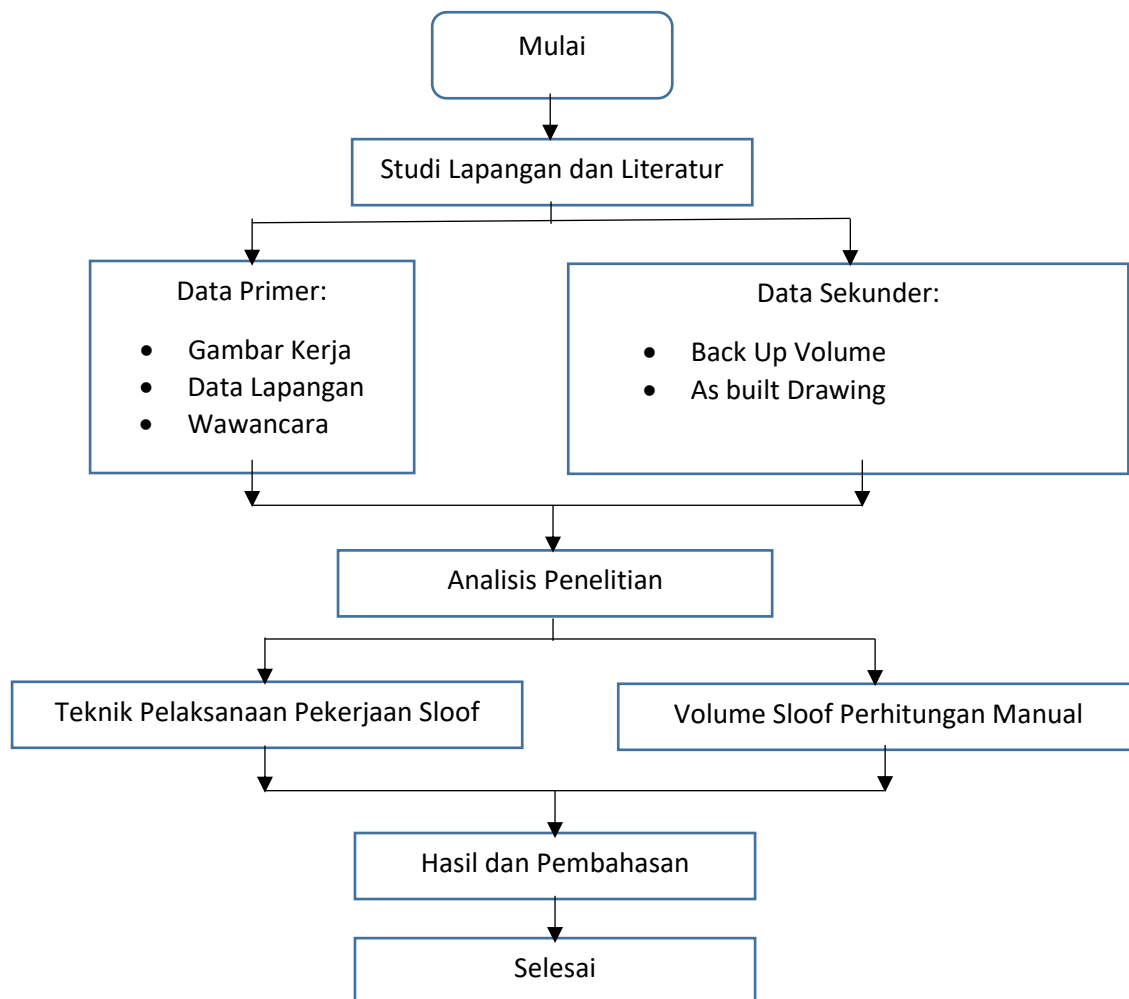 Mulai
Studi Lapangan dan Literatur
Data Primer:
• Gambar Kerja
• Data Lapangan
• Wawancara
Data Sekunder:
• Back Up Volume
• As built Drawing
Analisis Penelitian
Teknik Pelaksanaan Pekerjaan Sloof
Volume Sloof Perhitungan Manual
Hasil dan Pembahasan
Selesai